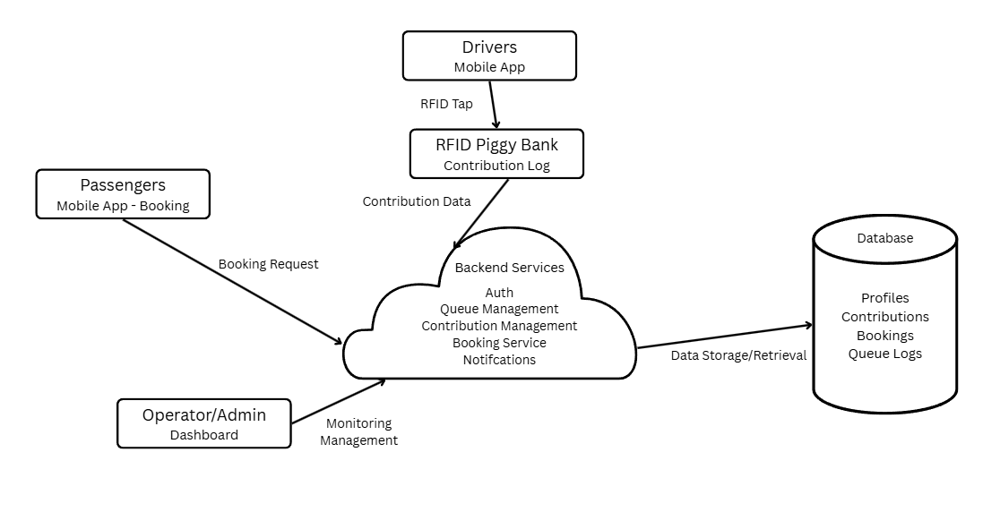 Drivers
Mobile App
RFID Tap
RFID Piggy Bank
Contribution Log
Contribution Data
Passengers
Mobile App - Booking
Booking Request
Backend Services
Auth
Queue Management
Contribution Management
Booking Service
Notifcations
Database
Profiles
Contributions
Bookings
Queue Logs
Data Storage/Retrieval
Operator/Admin
Dashboard
Monitoring
Management